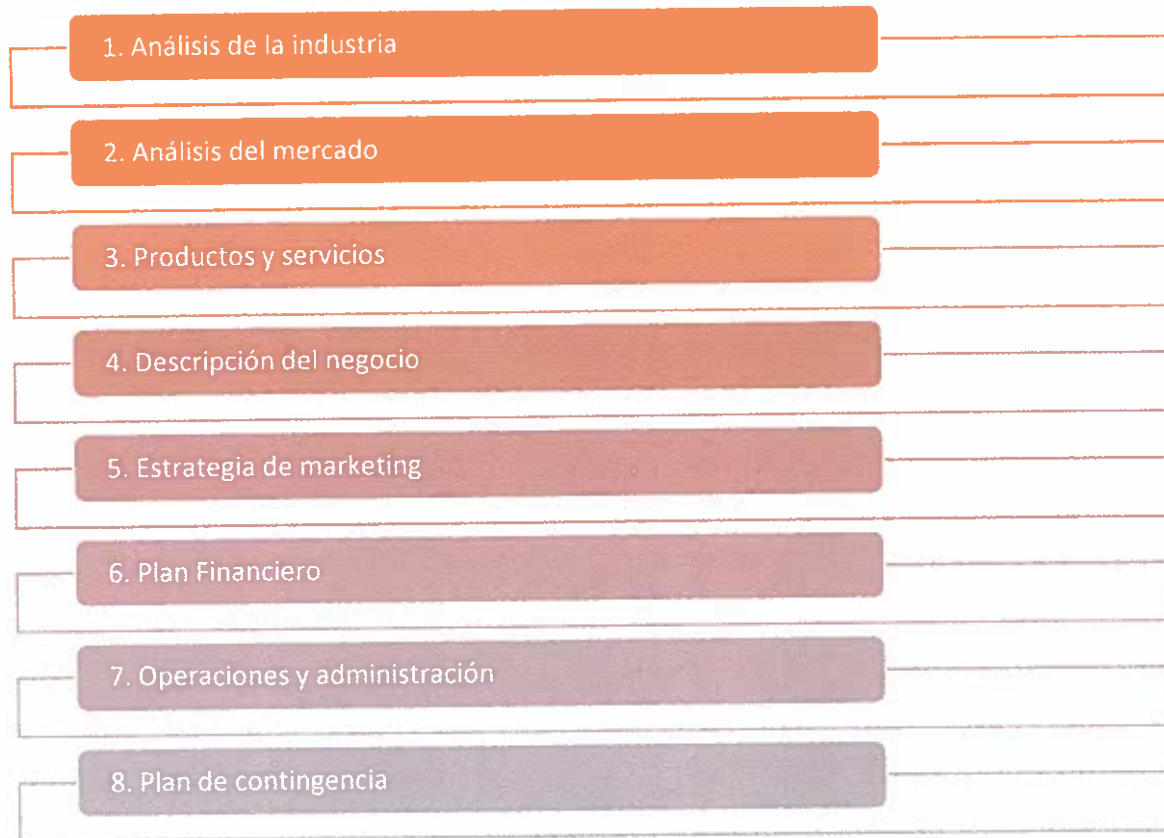 1. Análisis de la industria
2. Análisis del mercado
3. Productos y servicios
4. Descripción del negocio
5. Estrategia de marketing
6. Plan Financiero
7. Operaciones y administración
8. Plan de contingencia